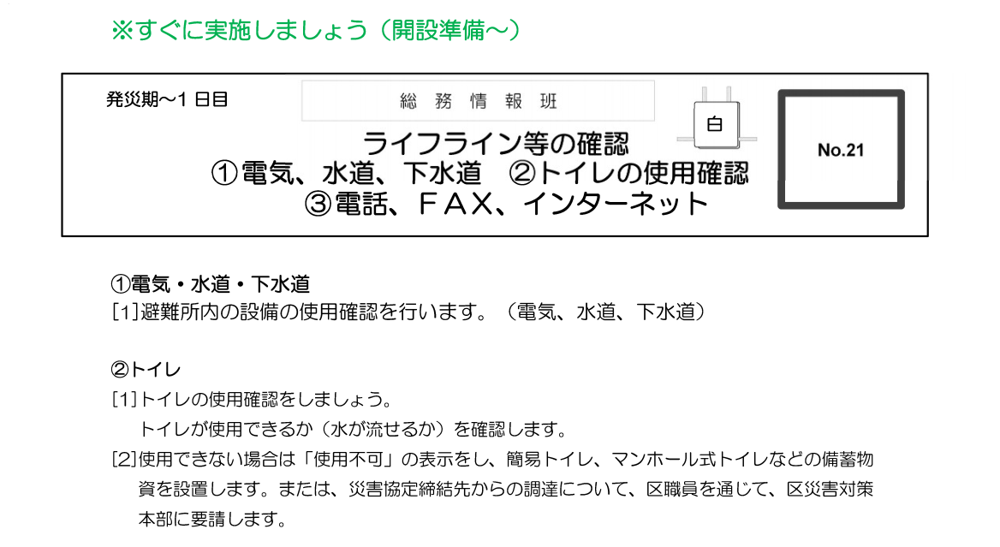 ※すぐに実施しましょう（開設準備～）
発災期～1 日目
総 務 情 報 班
白
No.21
ライフライン等の確認
①電気、水道、下水道　②トイレの使用確認
③電話、ＦＡＸ、インターネット
①電気・水道・下水道
[1]避難所内の設備の使用確認を行います。（電気、水道、下水道）
②トイレ
[1]トイレの使用確認をしましょう。
トイレが使用できるか（水が流せるか）を確認します。
[2]使用できない場合は「使用不可」の表示をし、簡易トイレ、マンホール式トイレなどの備蓄物
資を設置します。または、災害協定締結先からの調達について、区職員を通じて、区災害対策
本部に要請します。